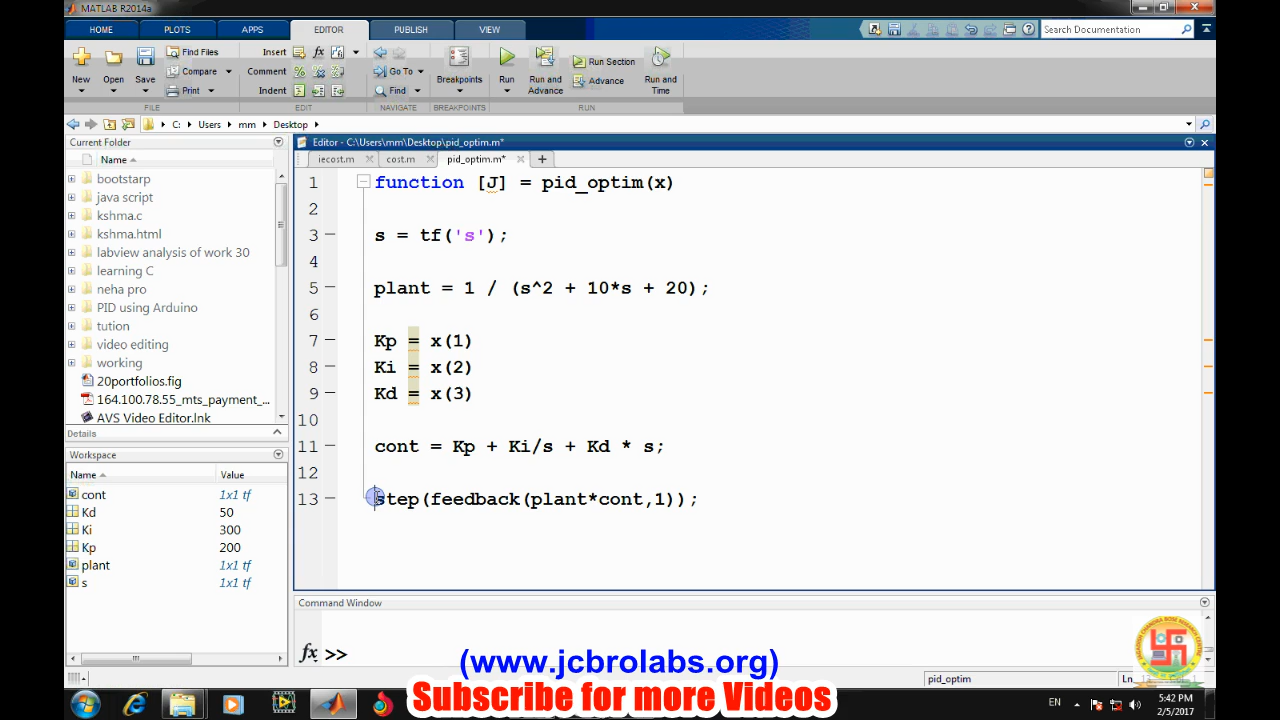 MATLAB R2014a
HOME PLOTS APPS EDITOR PUBLISH VIEW Search Documentation
New Open Save Find Files Compare Print Insert Comment Indent Go To Find Breakpoints Run Run and Advance Run Section Advance Run and Time
FILE EDIT NAVIGATE BREAKPOINTS RUN
C: Users mm Desktop
Current Folder
Name
bootstarp
java script
kshma.c
kshma.html
labview analysis of work 30
learning C
neha pro
PID using Arduino
tution
video editing
working
20portfolios.fig
164.100.78.55_mts_payment_...
AVS Video Editor.lnk
Details
Workspace
Name Value
cont 1x1 tf
Kd 50
Ki 300
Kp 200
plant 1x1 tf
s 1x1 tf
Editor - C:\Users\mm\Desktop\pid_optim.m*
iecost.m cost.m pid_optim.m*
1 function [J] = pid_optim(x)
2
3 s = tf('s');
4
5 plant = 1 / (s^2 + 10*s + 20);
6
7 Kp = x(1)
8 Ki = x(2)
9 Kd = x(3)
10
11 cont = Kp + Ki/s + Kd * s;
12
13 step(feedback(plant*cont,1));
Command Window
fx >>
(www.jcbrolabs.org)
pid_optim Ln
Subscribe for more Videos
EN 5:42 PM
2/5/2017